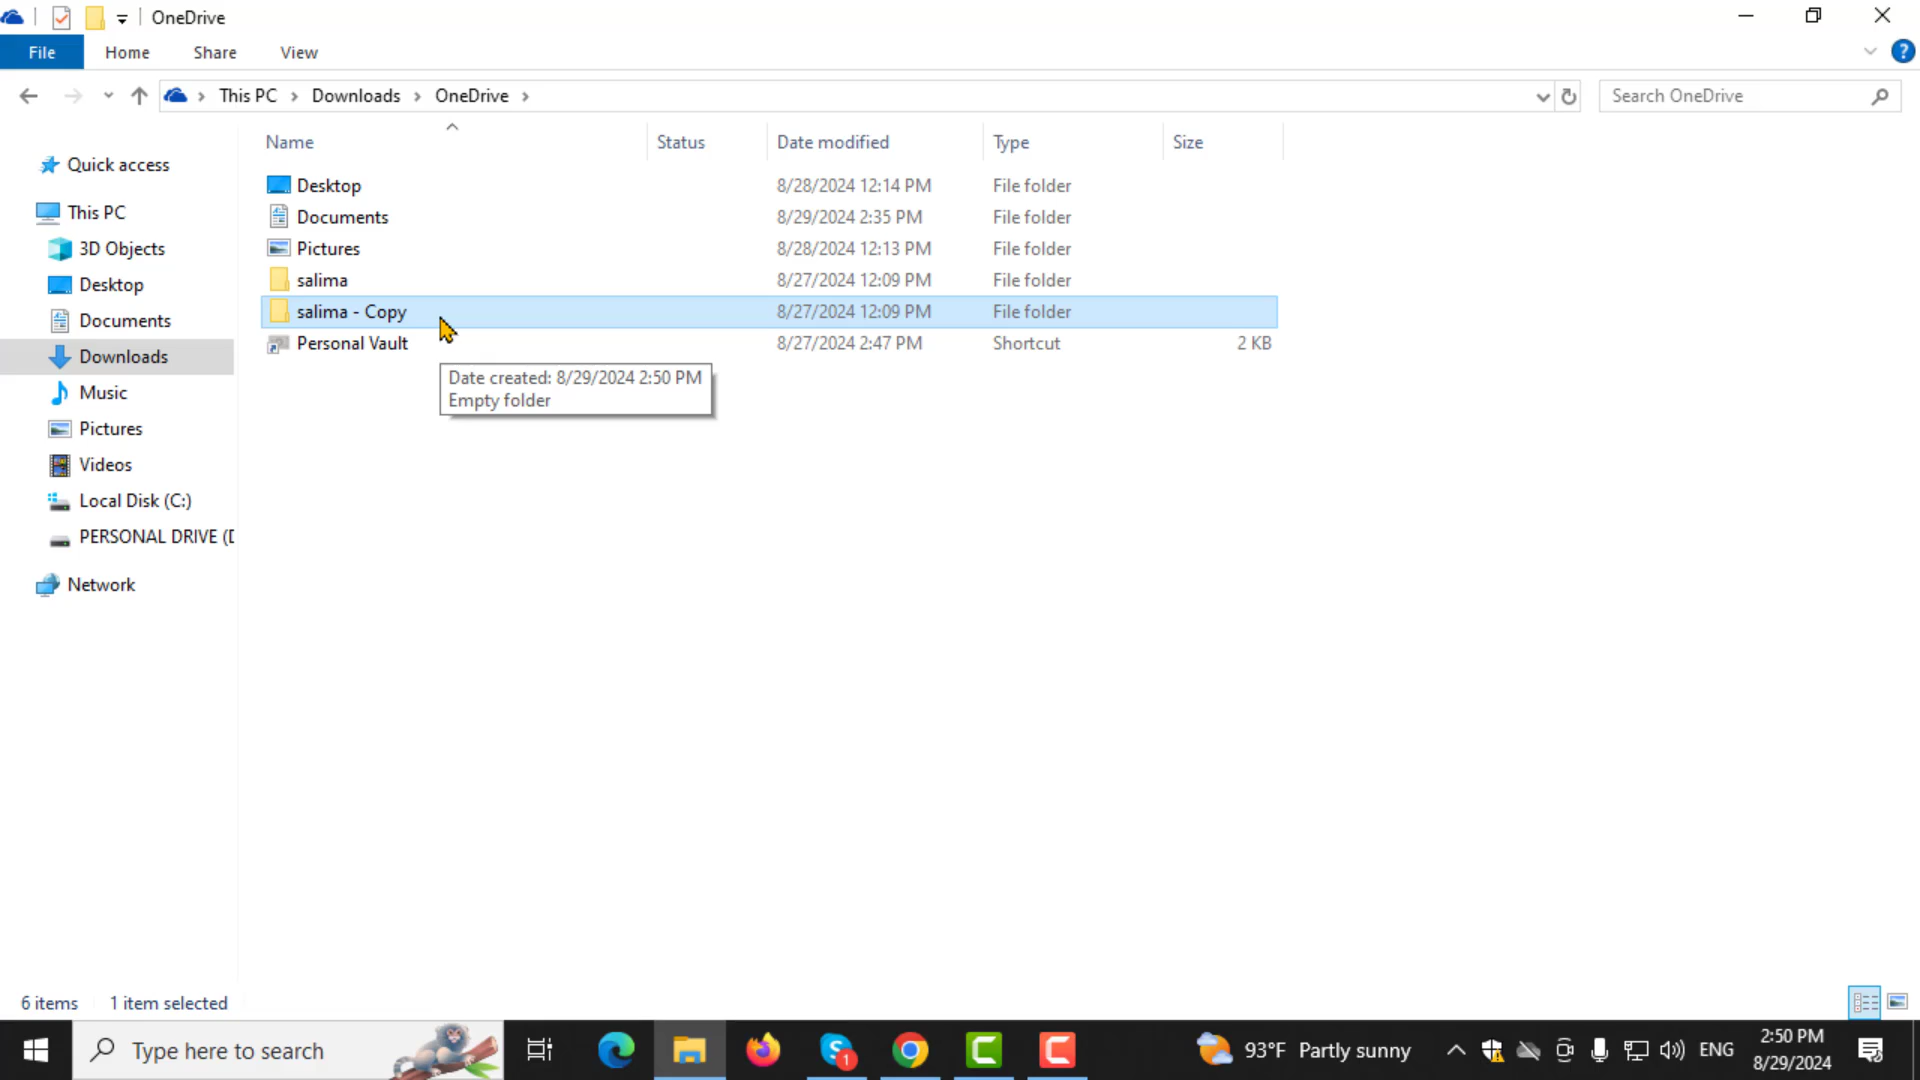 OneDrive
File Home Share View ?
This PC Downloads OneDrive Search OneDrive
Name Status Date modified Type Size
Quick access
This PC
3D Objects
Desktop
Documents
Downloads
Music
Pictures
Videos
Local Disk (C:)
PERSONAL DRIVE (D
Network
Desktop 8/28/2024 12:14 PM File folder
Documents 8/29/2024 2:35 PM File folder
Pictures 8/28/2024 12:13 PM File folder
salima 8/27/2024 12:09 PM File folder
salima - Copy 8/27/2024 12:09 PM File folder
Personal Vault 8/27/2024 2:47 PM Shortcut 2 KB
Date created: 8/29/2024 2:50 PM
Empty folder
6 items 1 item selected
Type here to search
S 1
93°F Partly sunny
ENG
2:50 PM
8/29/2024